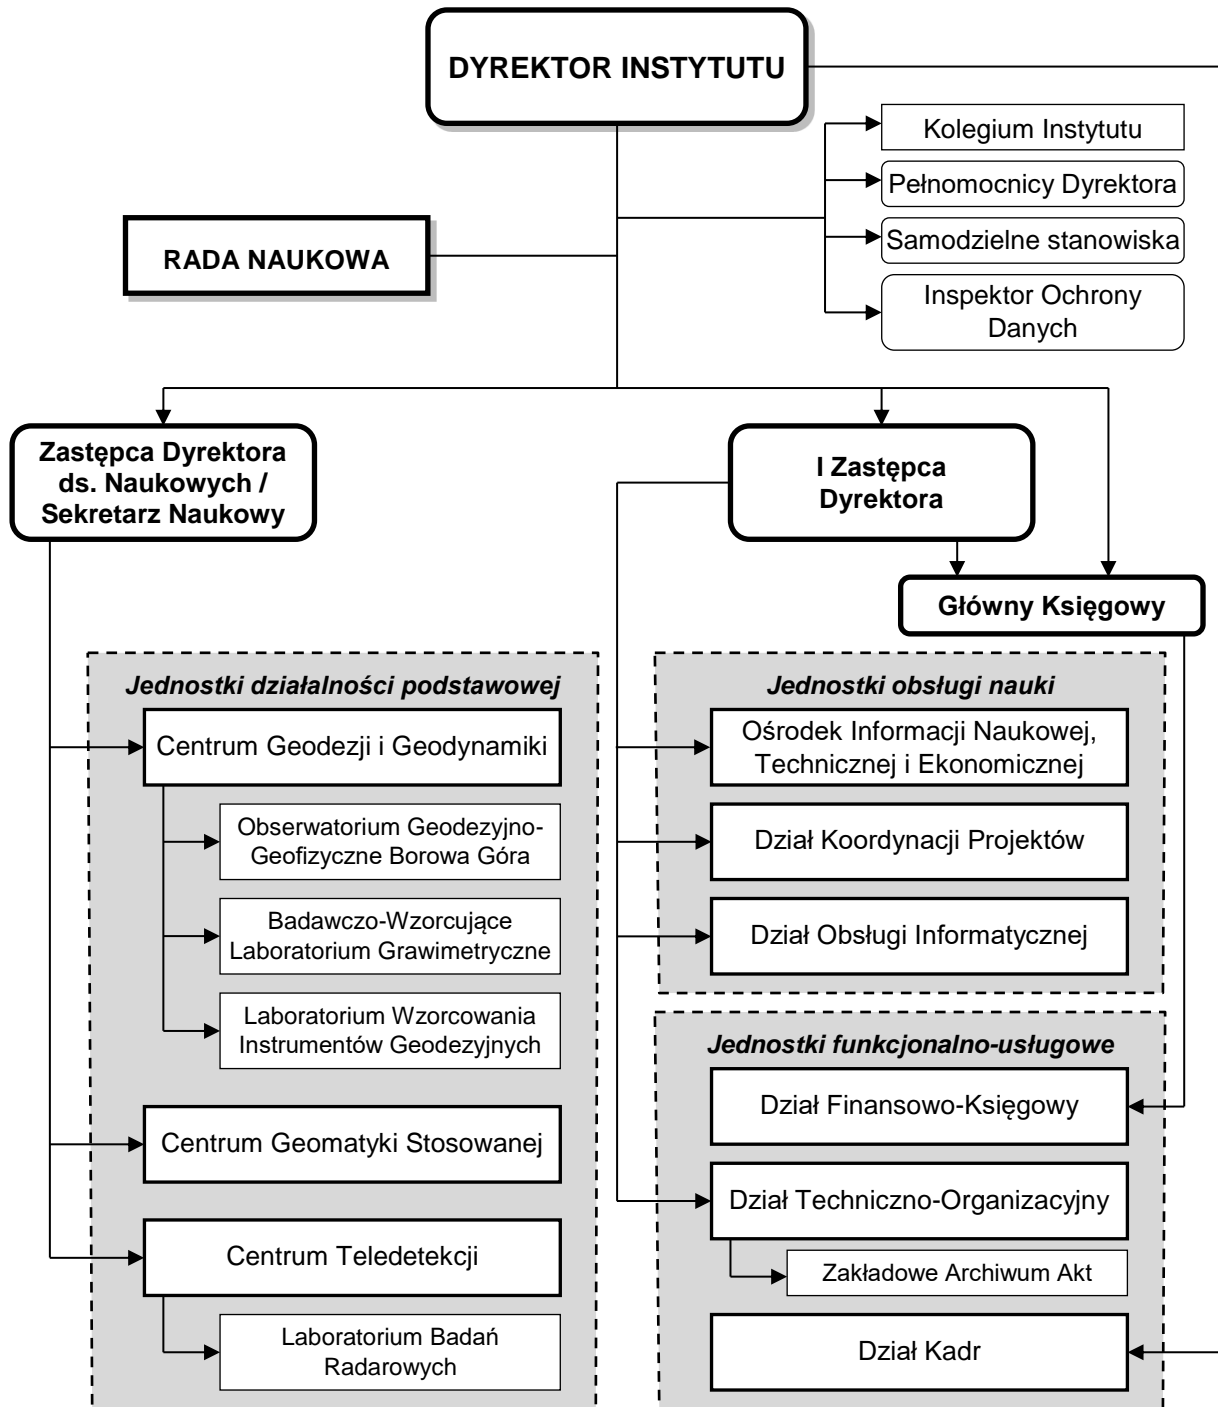 DYREKTOR INSTYTUTU
Kolegium Instytutu
Pełnomocnicy Dyrektora
Samodzielne stanowiska
Inspektor Ochrony
Danych
RADA NAUKOWA
Zastępca Dyrektora
ds. Naukowych /
Sekretarz Naukowy
I Zastępca
Dyrektora
Główny Księgowy
Jednostki działalności podstawowej
Centrum Geodezji i Geodynamiki
Obserwatorium Geodezyjno-
Geofizyczne Borowa Góra
Badawczo-Wzorcujące
Laboratorium Grawimetryczne
Laboratorium Wzorcowania
Instrumentów Geodezyjnych
Centrum Geomatyki Stosowanej
Centrum Teledetekcji
Laboratorium Badań
Radarowych
Jednostki obsługi nauki
Ośrodek Informacji Naukowej,
Technicznej i Ekonomicznej
Dział Koordynacji Projektów
Dział Obsługi Informatycznej
Jednostki funkcjonalno-usługowe
Dział Finansowo-Księgowy
Dział Techniczno-Organizacyjny
Zakładowe Archiwum Akt
Dział Kadr